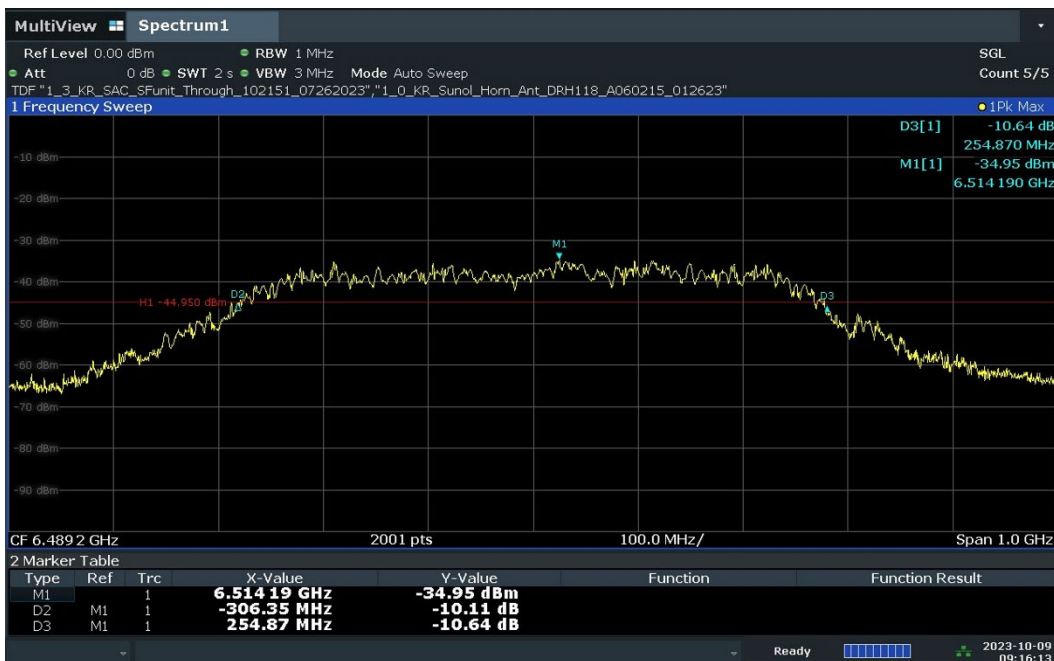 MultiView Spectrum1
Ref Level 0.00 dBm RBW 1 MHz SGL
Att 0 dB SWT 2 s VBW 3 MHz Mode Auto Sweep Count 5/5
TDF "1_3_KR_SAC_SFunit_Through_102151_07262023","1_0_KR_Sunol_Horn_Ant_DRH118_A060215_012623"
1 Frequency Sweep 1Pk Max
D3[1] -10.64 dB
254.870 MHz
M1[1] -34.95 dBm
6.514 190 GHz
-10 dBm
-20 dBm
-30 dBm
M1
-40 dBm
D2 D3
H1 -44.950 dBm
-50 dBm
-60 dBm
-70 dBm
-80 dBm
-90 dBm
CF 6.489 2 GHz 2001 pts 100.0 MHz/ Span 1.0 GHz
2 Marker Table
Type Ref Trc X-Value Y-Value Function Function Result
M1 1 6.514 19 GHz -34.95 dBm
D2 M1 1 -306.35 MHz -10.11 dB
D3 M1 1 254.87 MHz -10.64 dB
Ready 2023-10-09
09:16:13